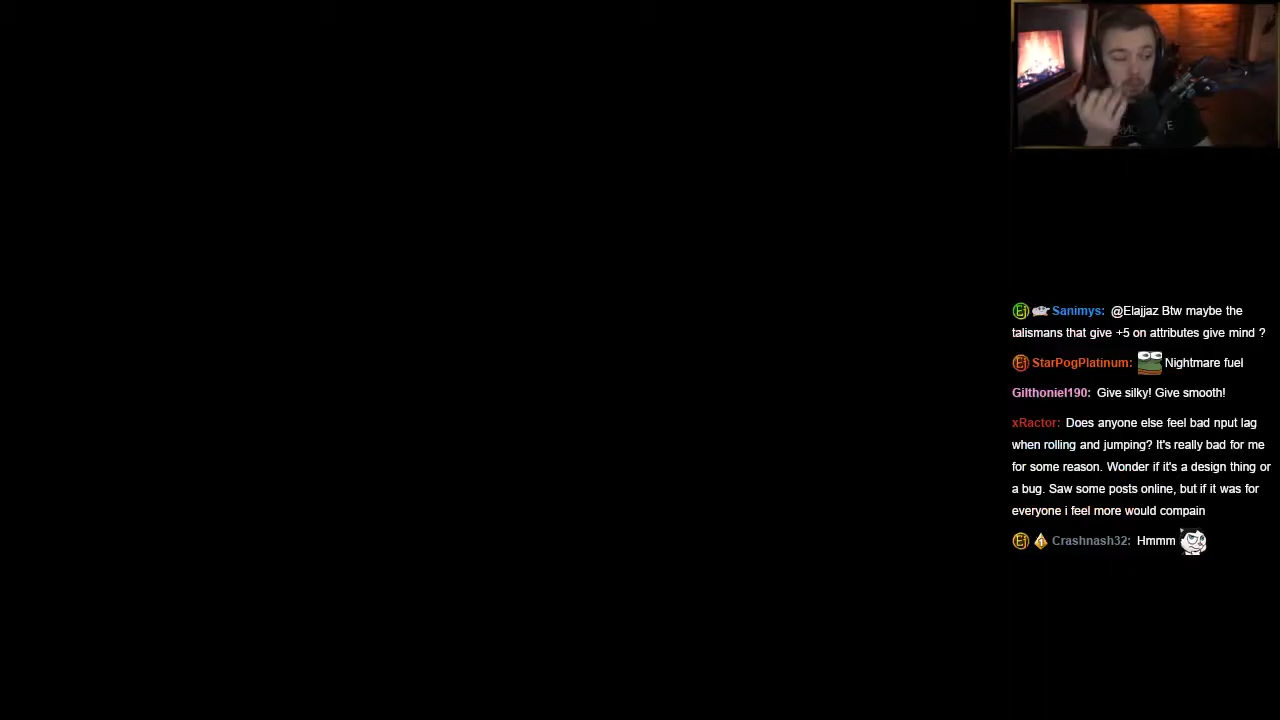 Sanimys: @Elajjaz Btw maybe the
talismans that give +5 on attributes give mind ?
StarPogPlatinum: Nightmare fuel
Gilthoniel190: Give silky! Give smooth!
xRactor: Does anyone else feel bad nput lag
when rolling and jumping? It's really bad for me
for some reason. Wonder if it's a design thing or
a bug. Saw some posts online, but if it was for
everyone i feel more would compain
Crashnash32: Hmmm